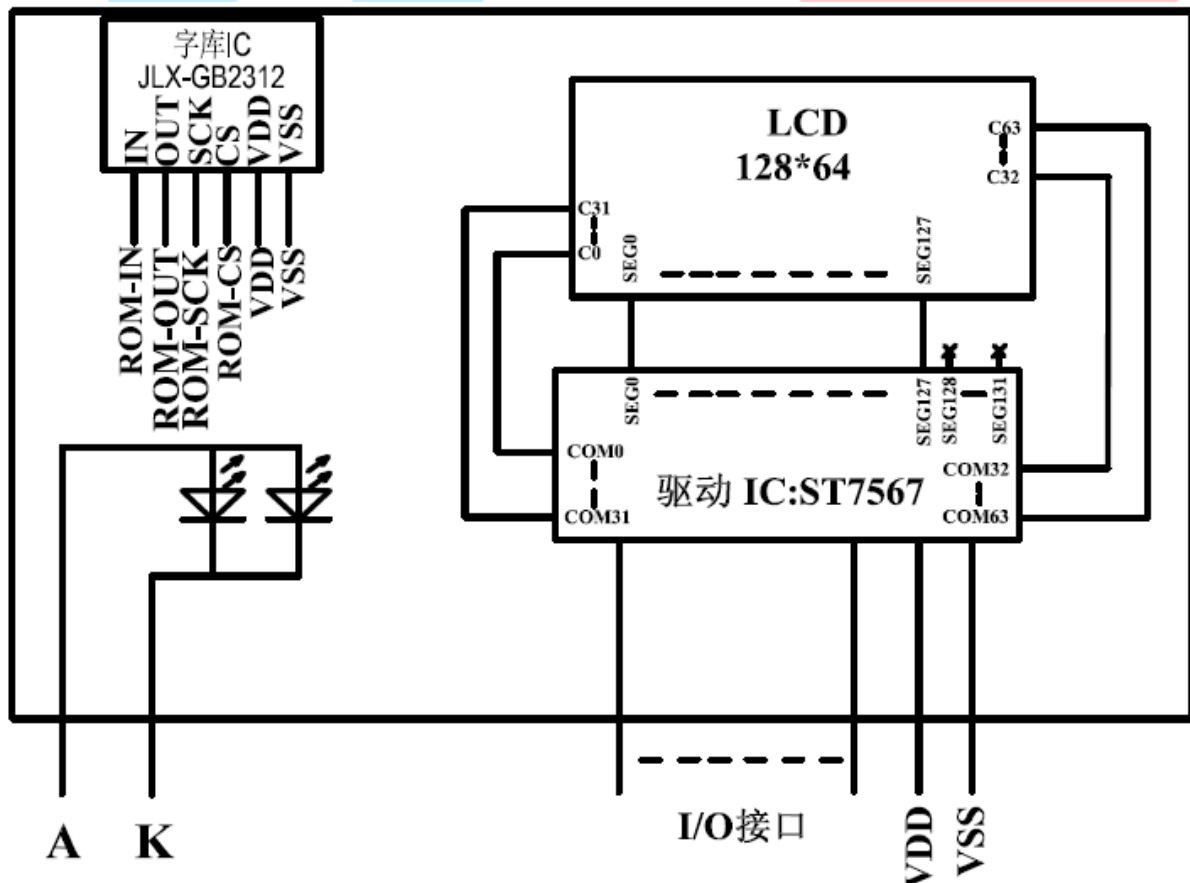 字库IC
JLX-GB2312
IN
OUT
SCK
CS
VDD
VSS
ROM-IN
ROM-OUT
ROM-SCK
ROM-CS
VDD
VSS
LCD
128*64
C63
C32
C31
C0
SEG0
SEG127
SEG0
SEG127
SEG128
SEG131
COM0
COM31
驱动 IC:ST7567
COM32
COM63
A
K
I/O接口
VDD
VSS